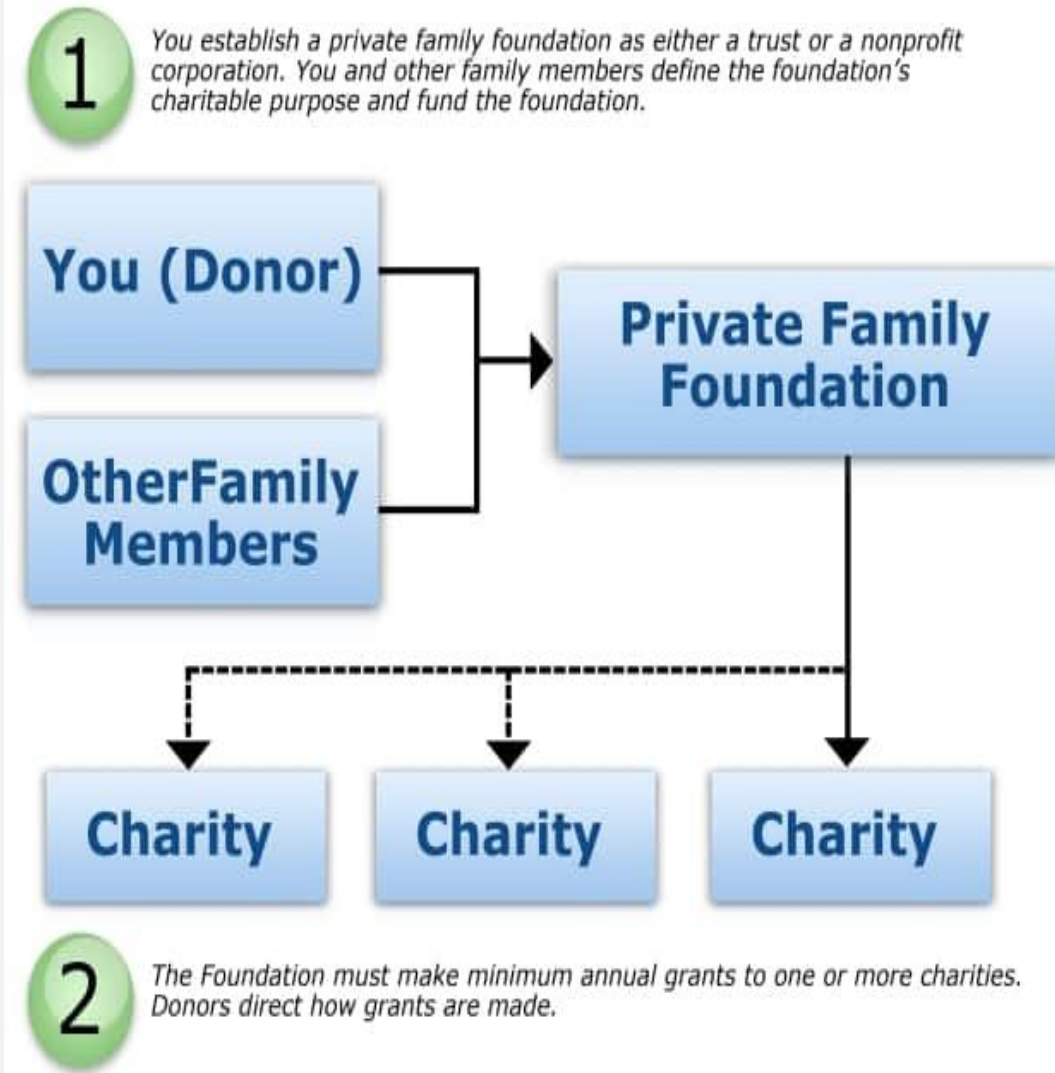 1
You establish a private family foundation as either a trust or a nonprofit
corporation. You and other family members define the foundation's
charitable purpose and fund the foundation.
You (Donor)
Private Family
Foundation
OtherFamily
Members
Charity
Charity
Charity
2
The Foundation must make minimum annual grants to one or more charities.
Donors direct how grants are made.